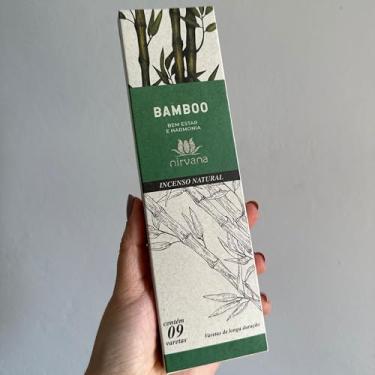 BAMBOO
BEM ESTAR
E HARMONIA
nirvana
INCENSO NATURAL
contém
09
varetas
Varetas de longa duração